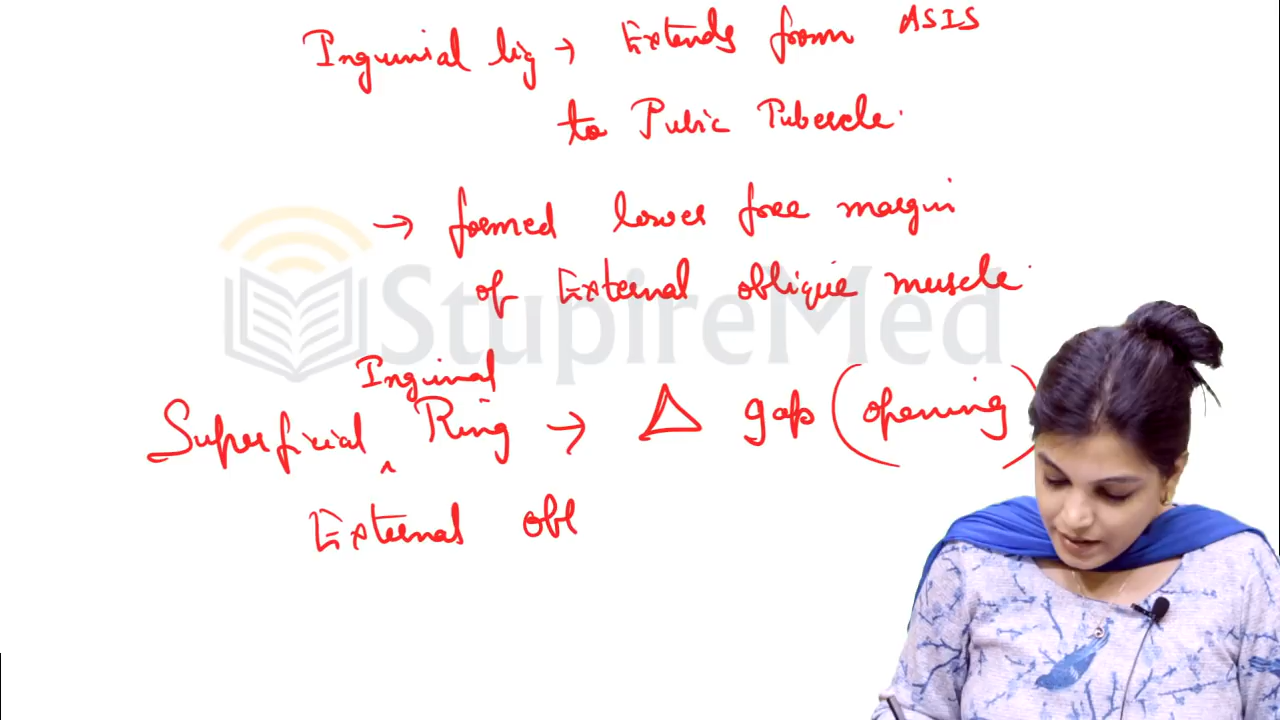 Inguinial lig → Extends from ASIS
to Pubic Tubercle.
→ formed lower free margin
of External oblique muscle.
StupireMed
Inguinal
Superficial ^ Ring → △ gap (opening)
External obl